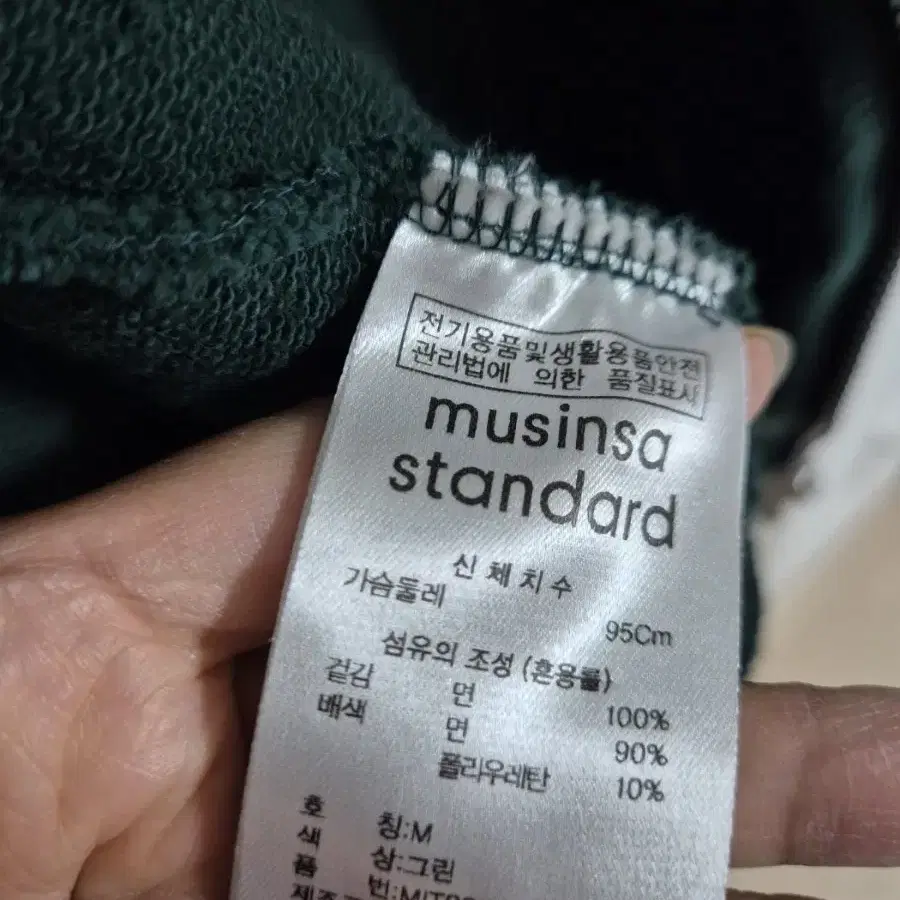 전기용품및생활용품안전
관리법에 의한 품질표시
musinsa
standard
신체치수
가슴둘레 95Cm
섬유의 조성 (혼용률)
겉감 면 100%
배색 면 90%
폴리우레탄 10%
호 칭:M
색 상:그린
품 번: